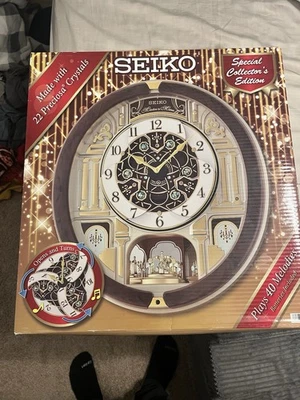 Made with
22 Precious Crystals
SEIKO
Special
Collector's
Edition
SEIKO
12
1
2
3
4
5
6
7
8
9
10
11
Opens and Turns
Plays 40 Melodies